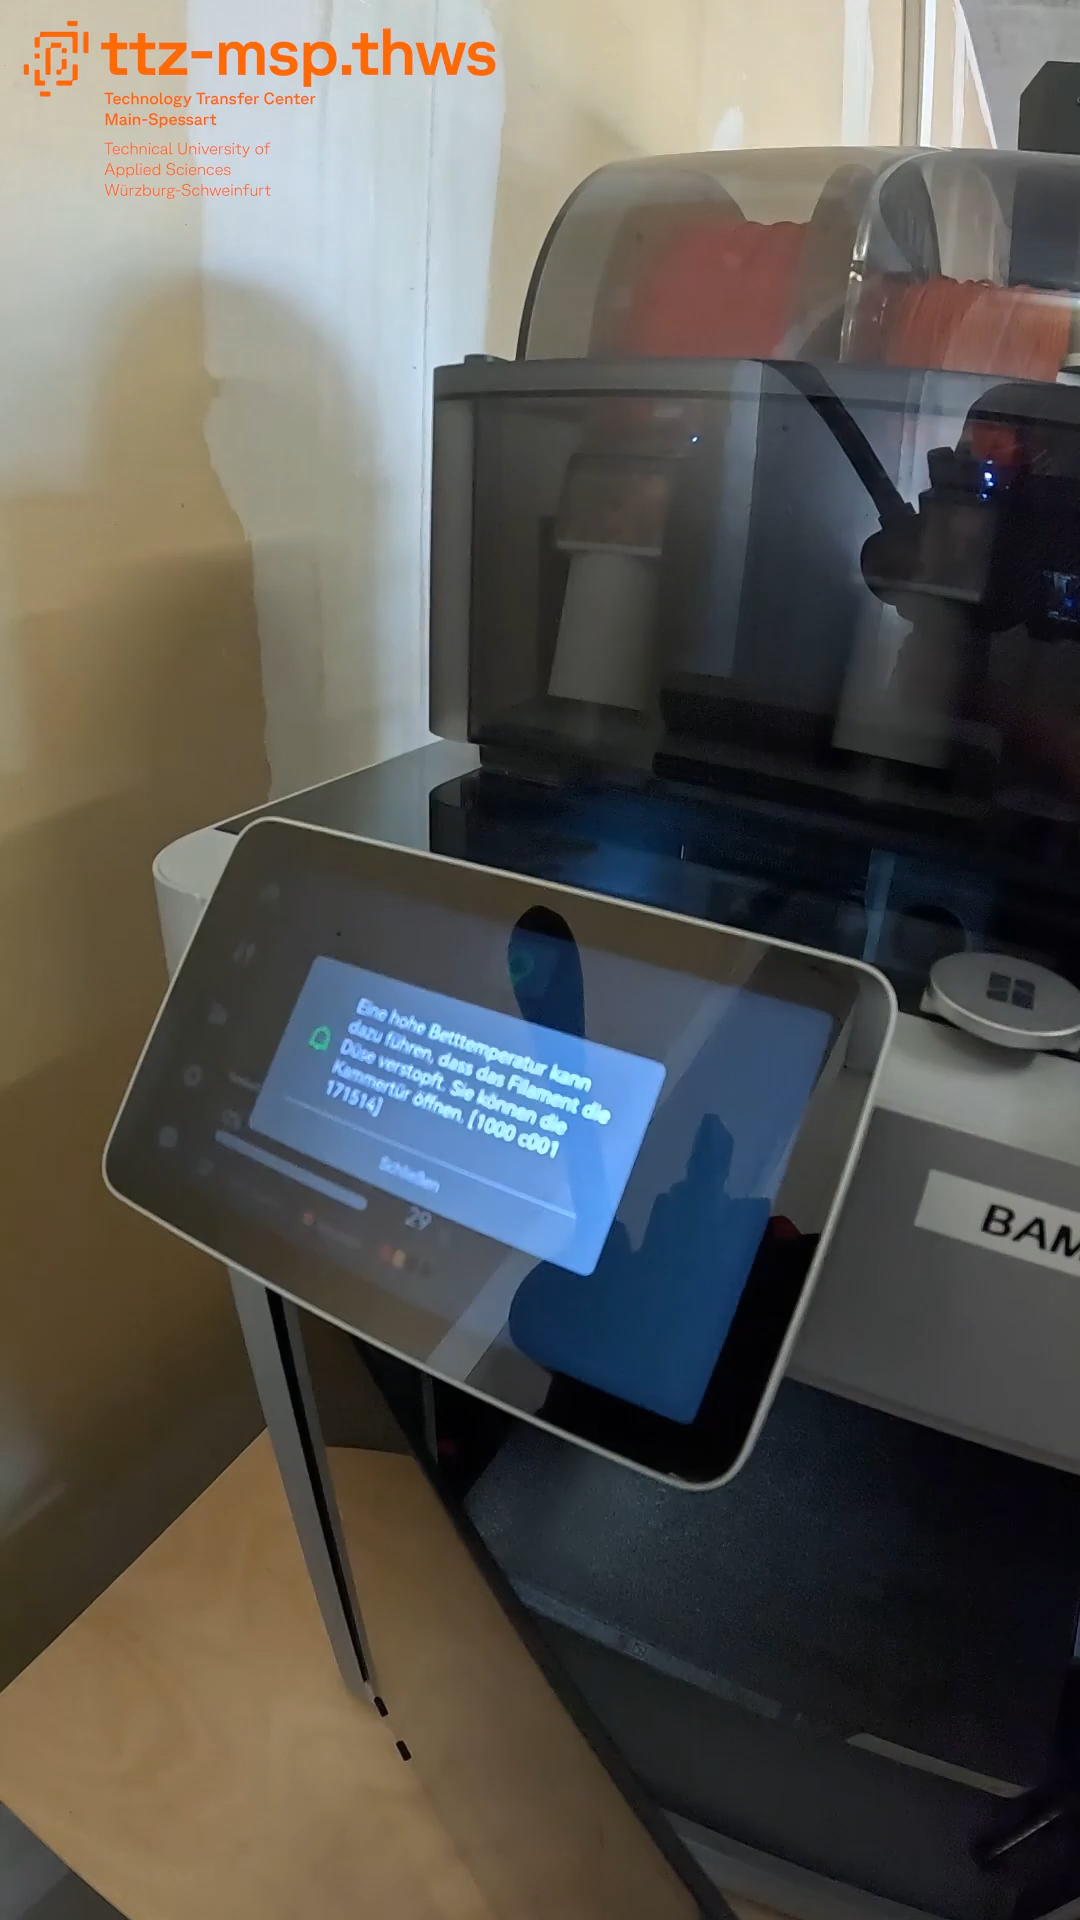 ttz-msp.thws
Technology Transfer Center
Main-Spessart
Technical University of
Applied Sciences
Würzburg-Schweinfurt
Eine hohe Betttemperatur kann
dazu führen, dass das Filament die
Düse verstopft. Sie können die
Kammertür öffnen. [1000 c001
171514]
Schließen
29
BAM